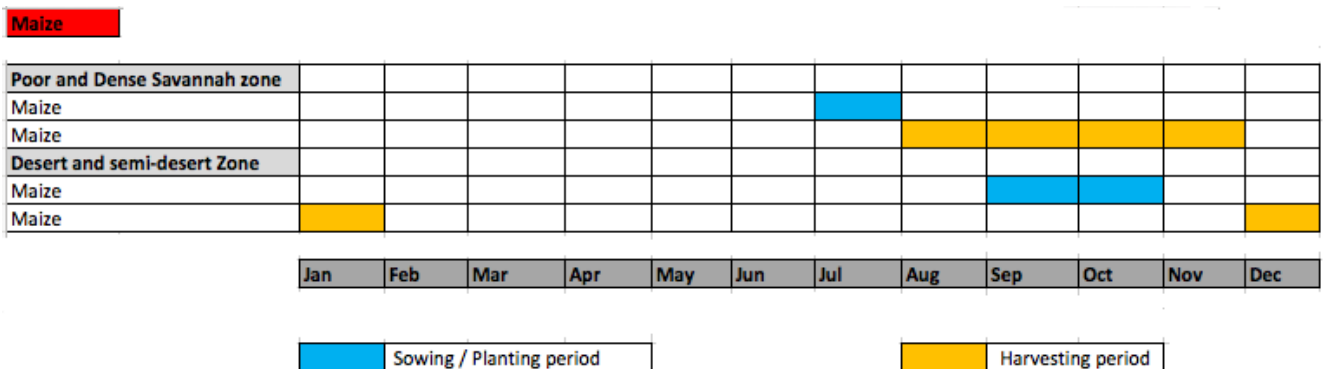 Maize
Poor and Dense Savannah zone
Maize
Maize
Desert and semi-desert Zone
Maize
Maize
Jan Feb Mar Apr May Jun Jul Aug Sep Oct Nov Dec
Sowing / Planting period Harvesting period